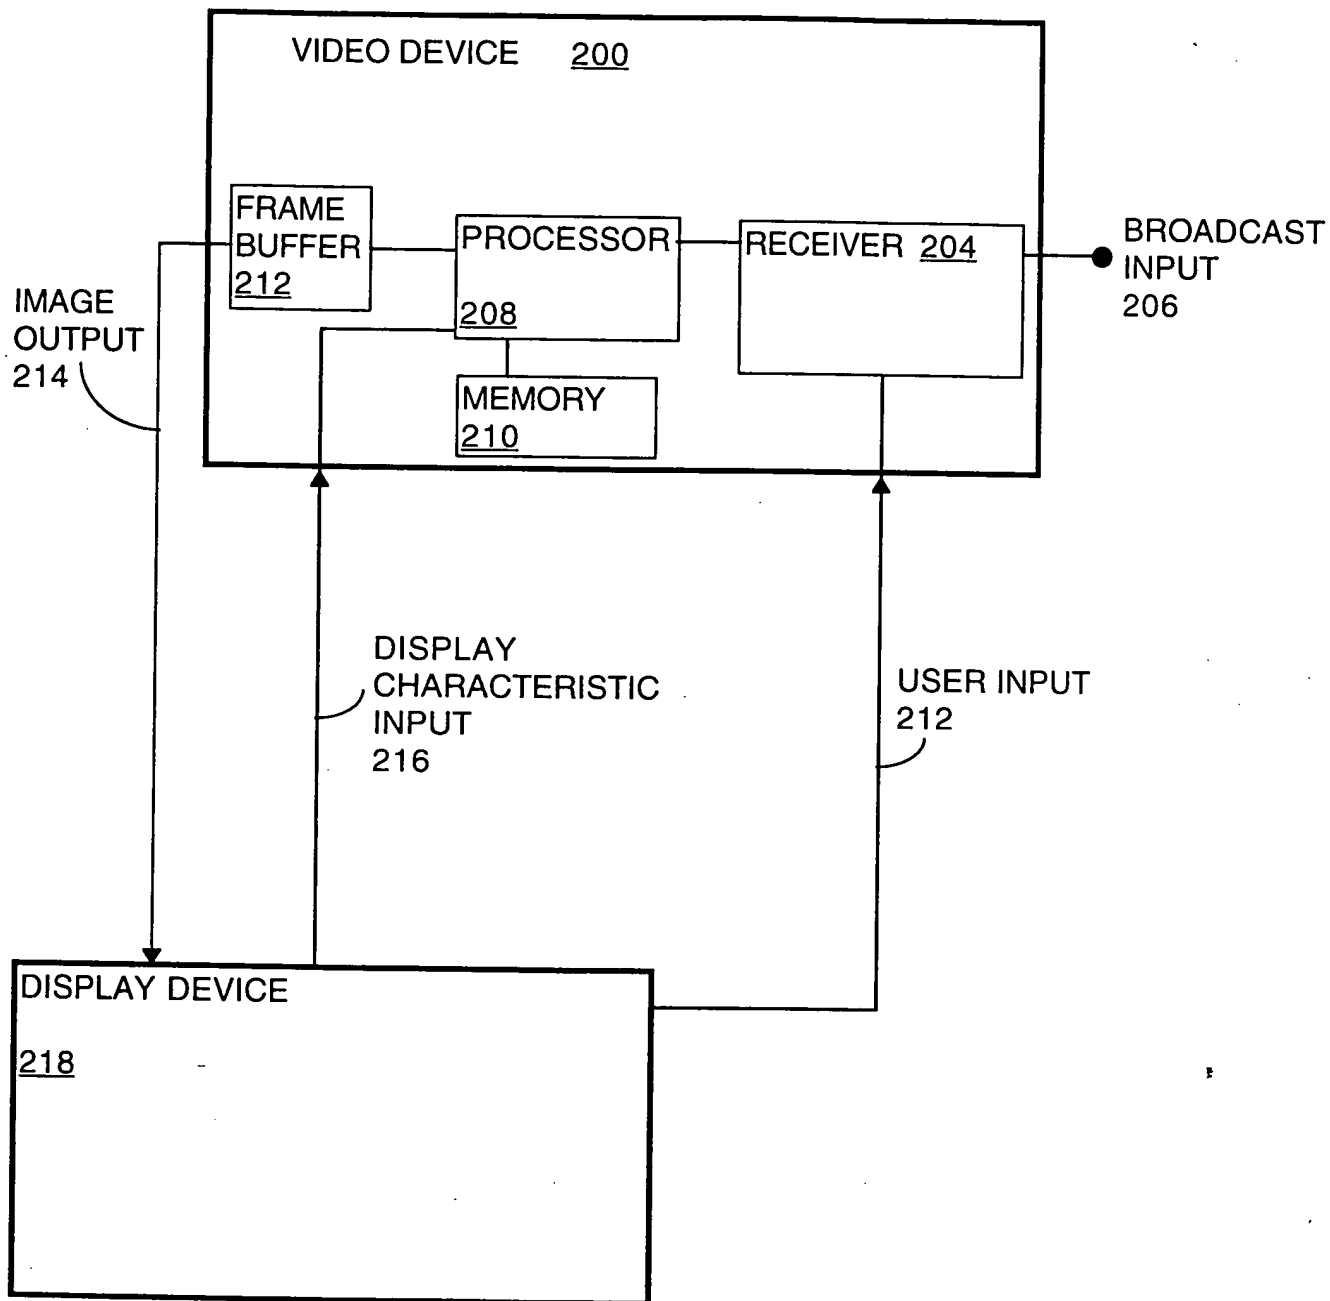 VIDEO DEVICE 200
FRAME
BUFFER
212
PROCESSOR
208
RECEIVER 204
BROADCAST
INPUT
206
MEMORY
210
IMAGE
OUTPUT
214
DISPLAY
CHARACTERISTIC
INPUT
216
USER INPUT
212
DISPLAY DEVICE
218